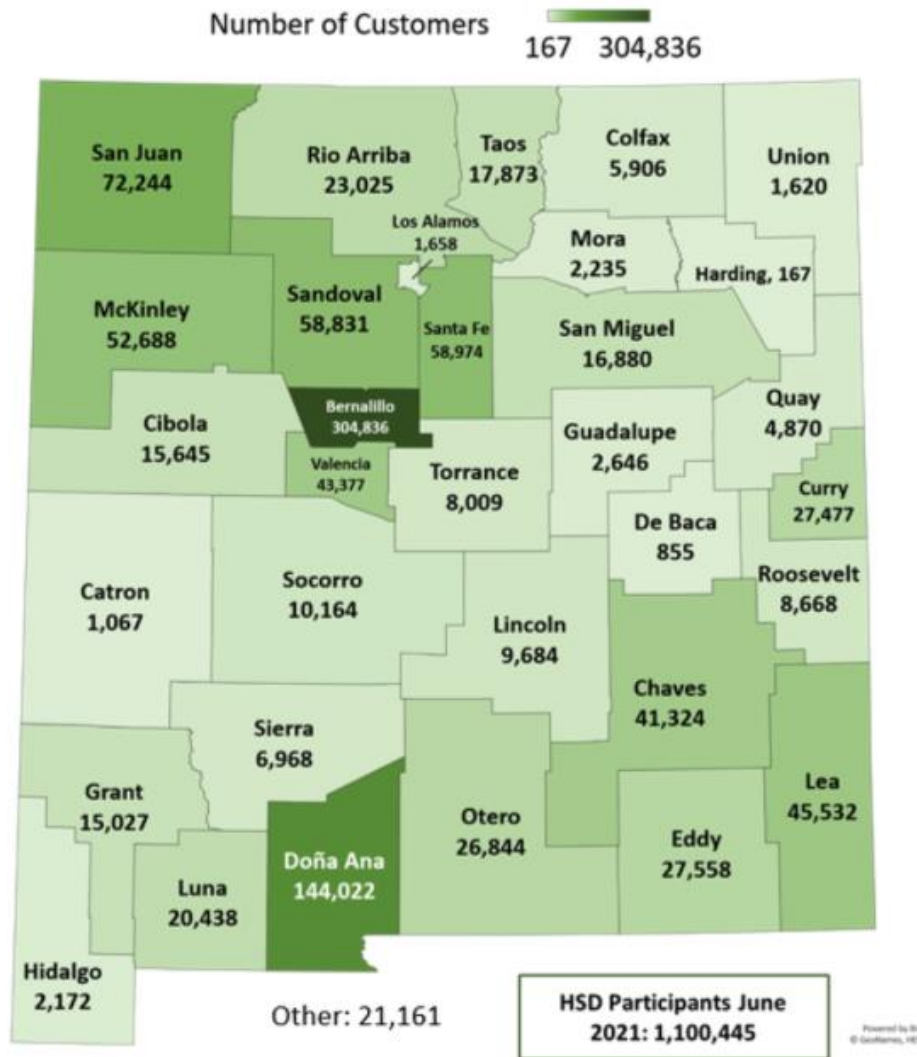 Number of Customers
167 304,836
San Juan
72,244
Rio Arriba
23,025
Taos
17,873
Colfax
5,906
Union
1,620
Los Alamos
1,658
Mora
2,235
Harding, 167
McKinley
52,688
Sandoval
58,831
Santa Fe
58,974
San Miguel
16,880
Quay
4,870
Cibola
15,645
Bernalillo
304,836
Valencia
43,377
Torrance
8,009
Guadalupe
2,646
Curry
27,477
De Baca
855
Roosevelt
8,668
Catron
1,067
Socorro
10,164
Lincoln
9,684
Chaves
41,324
Sierra
6,968
Grant
15,027
Lea
45,532
Otero
26,844
Eddy
27,558
Doña Ana
144,022
Luna
20,438
Hidalgo
2,172
Other: 21,161
HSD Participants June
2021: 1,100,445
Powered by
© GeoNames,